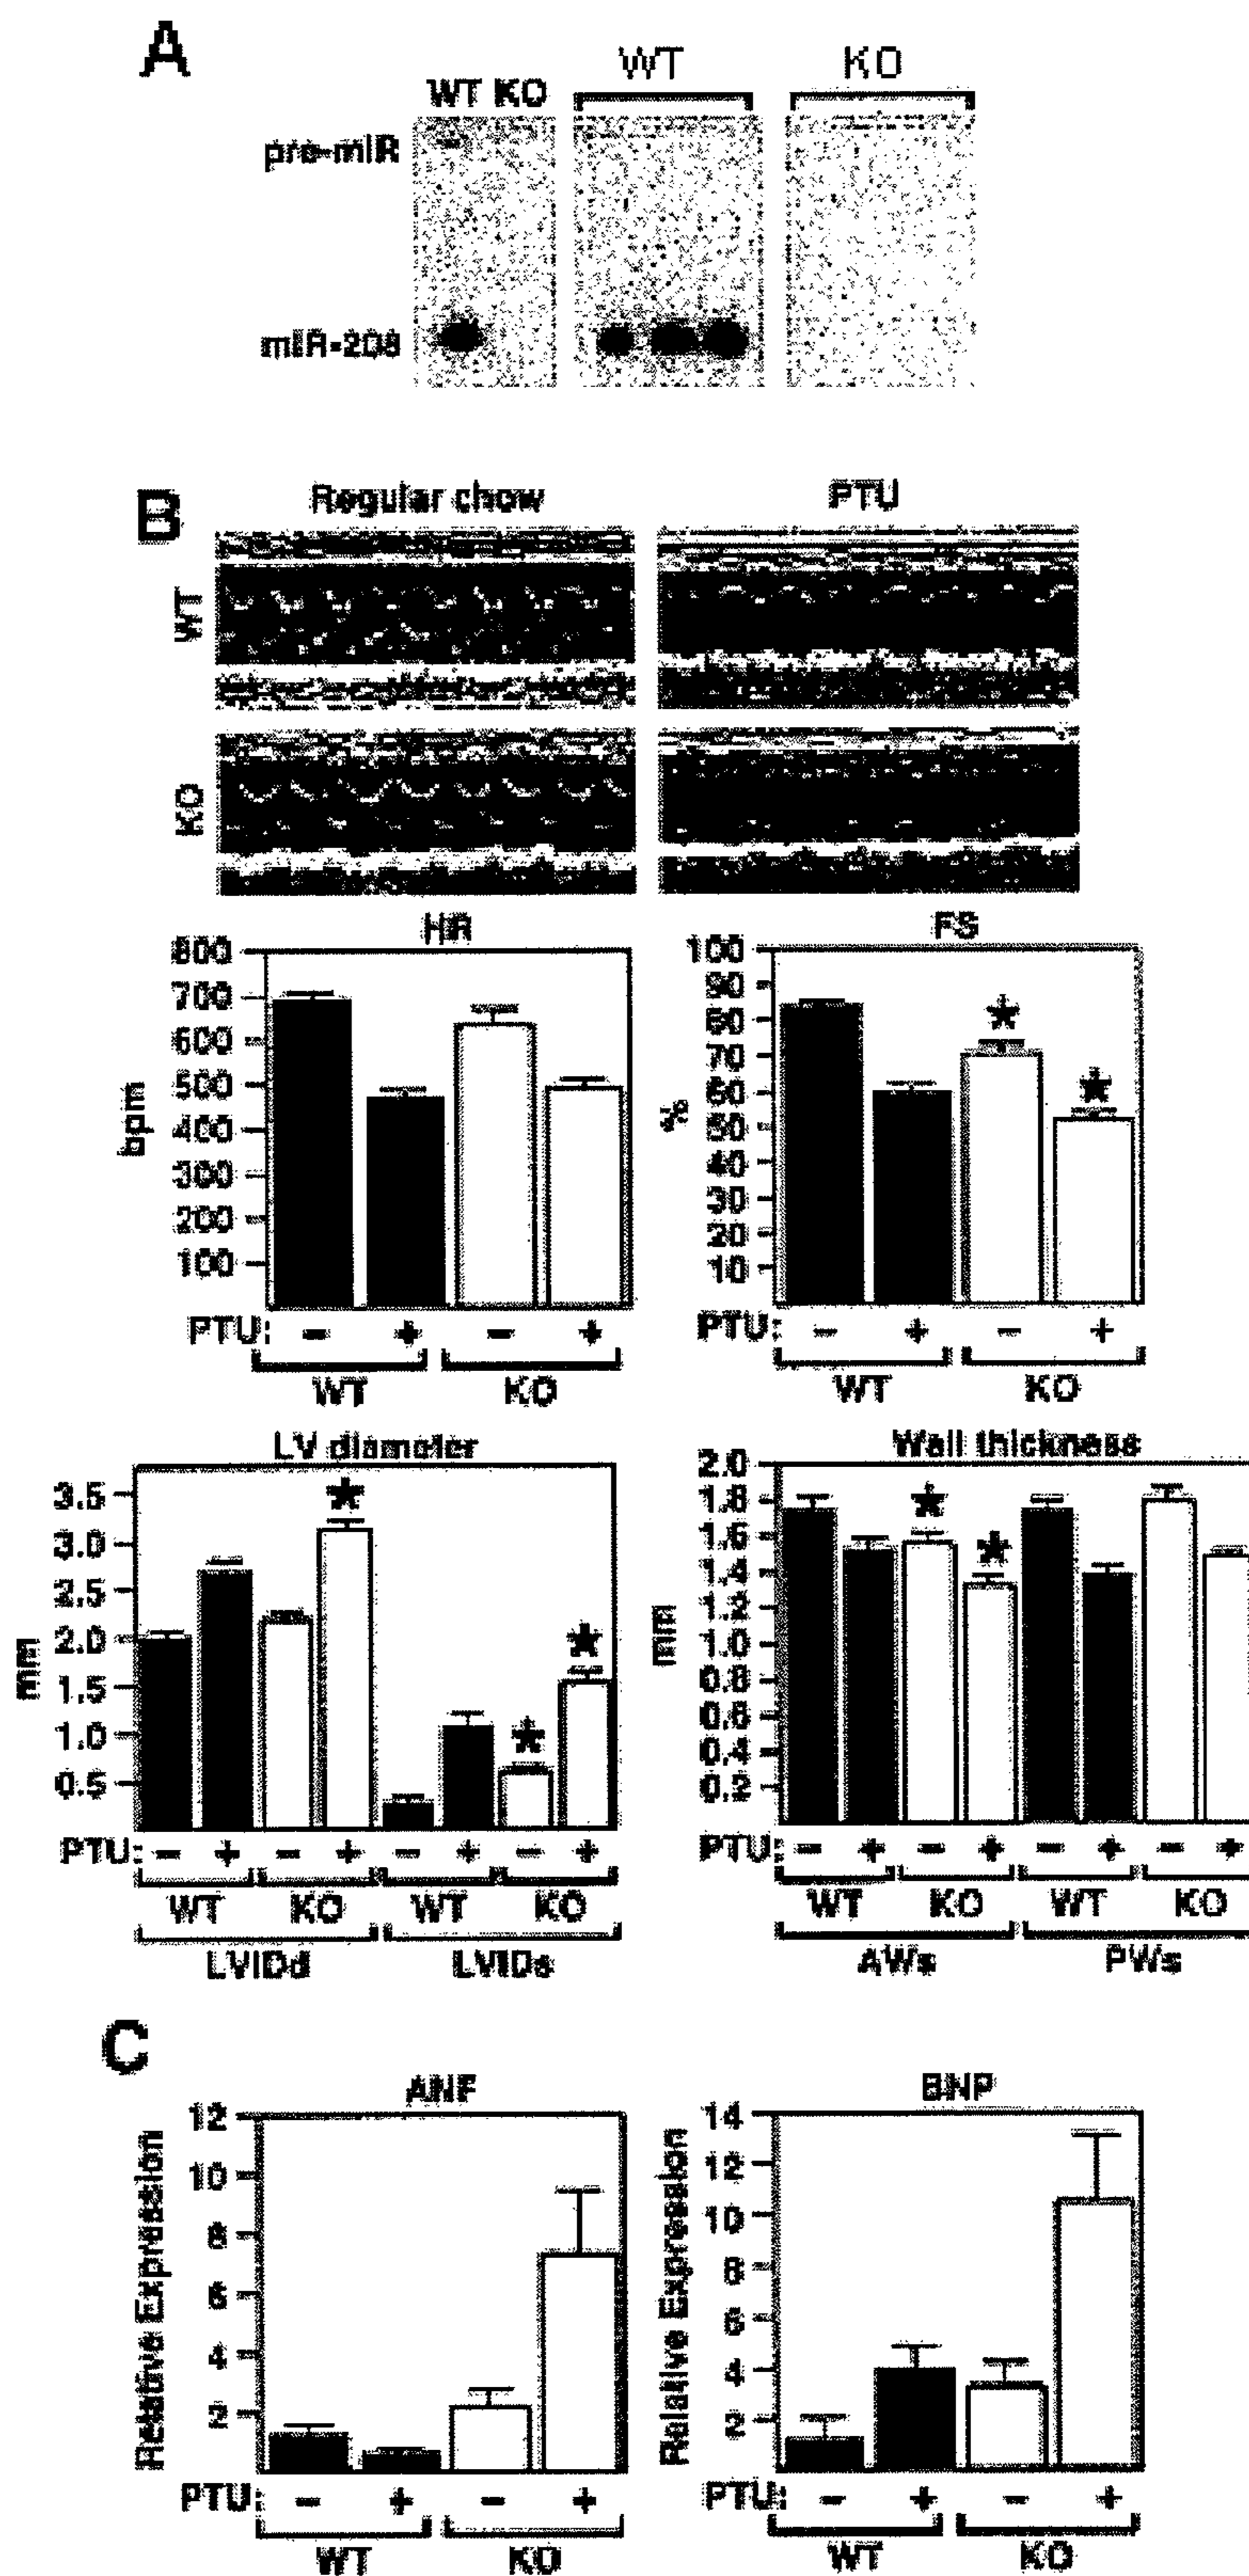 A
WT KO
WT KO
pre-miR
miR-208
B
Regular chow PTU
WT
KO
HR
800
700
600
500
400
300
200
100
bpm
PTU: - + - +
WT KO
FS
100
90
80
70
60
50
40
30
20
10
%
PTU: - + - +
WT KO
LV diameter
3.5
3.0
2.5
2.0
1.5
1.0
0.5
mm
PTU: - + - + - + - +
WT KO WT KO
LVIDd LVIDs
Wall thickness
2.0
1.8
1.6
1.4
1.2
1.0
0.8
0.6
0.4
0.2
mm
PTU: - + - + - + - +
WT KO WT KO
AWs PWs
C
ANF
12
10
8
6
4
2
Relative Expression
PTU: - + - +
WT KO
BNP
14
12
10
8
6
4
2
Relative Expression
PTU: - + - +
WT KO